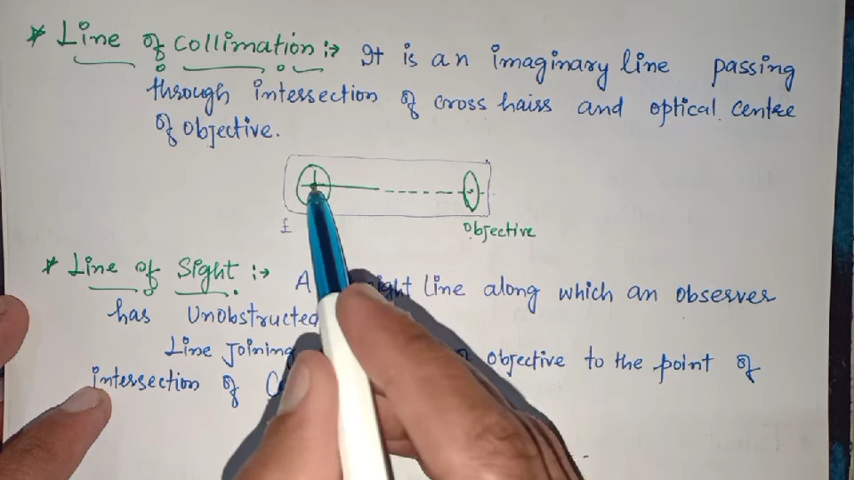 * Line of collimation :→ It is an imaginary line passing
through intersection of cross hairs and optical centre
of objective.
objective
* Line of Sight :→ A line along which an observer
has Unobstructed
Line Joining of objective to the point of
intersection of